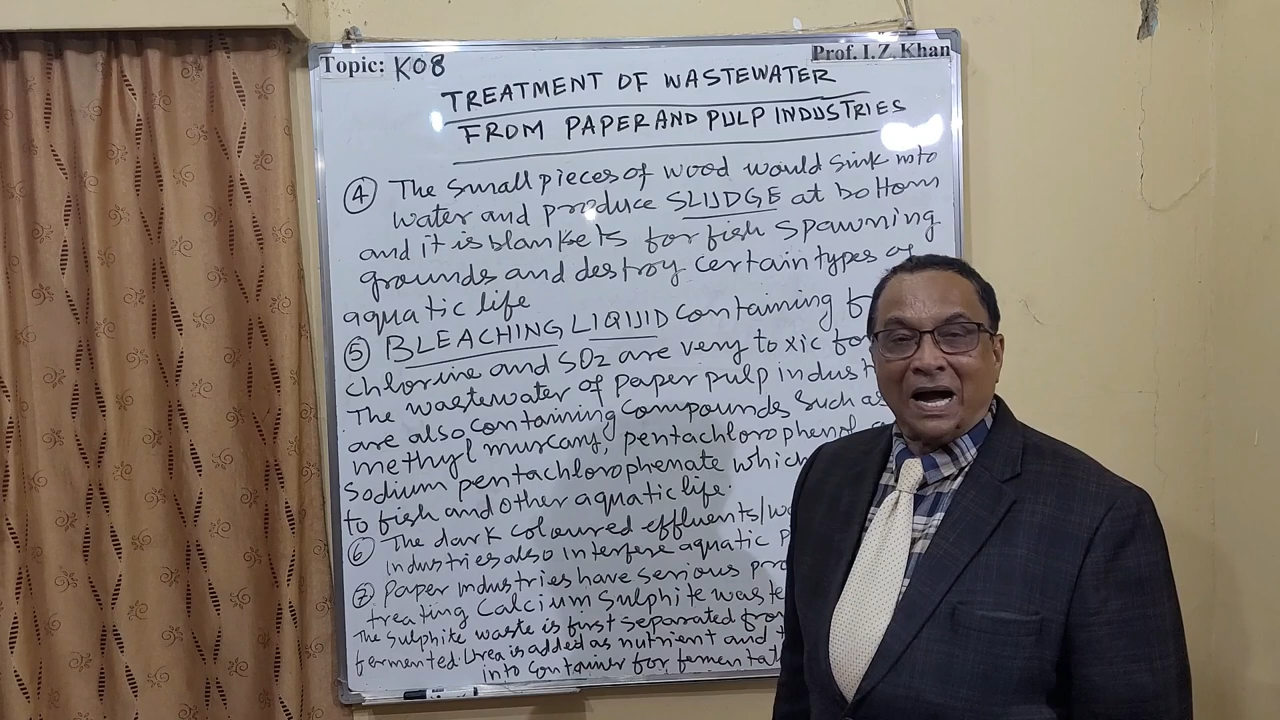 Topic: K08
Prof. I.Z. Khan
TREATMENT OF WASTEWATER
FROM PAPER AND PULP INDUSTRIES
④ The small pieces of wood would sink into
water and produce SLUDGE at bottom
and it is blankets for fish spawning
grounds and destroy certain types of
aquatic life
⑤ BLEACHING LIQUID containing
chlorine and SO2 are very toxic for
The wastewater of paper pulp indust
are also containing compounds such as
methyl murcany, pentachlorophenol
Sodium pentachlorophenate which
to fish and other aquatic life.
⑥ The dark coloured effluents/
industries also interfere aquatic
⑦ Paper industries have serious pro
treating Calcium Sulphite waste
The Sulphite waste is first separated from
fermented. Urea is added as nutrient and
into container for fermentat